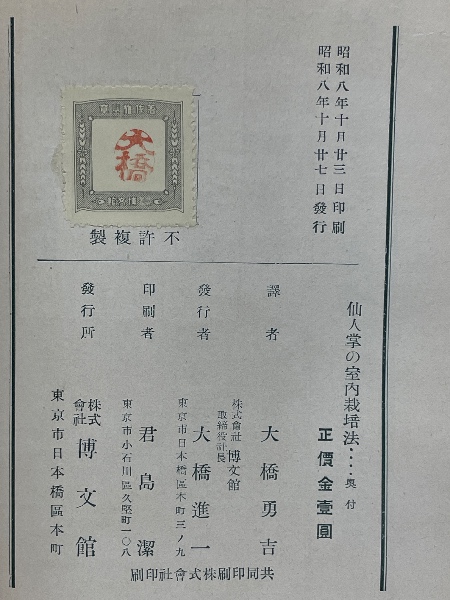 昭和八年十月廿三日印刷
昭和八年十月廿七日發行
不許複製
大橋
仙人掌の室內栽培法‥‥奥付
正價金壹圓
譯者
大橋勇吉
發行者
株式會社博文館
取締役社長
大橋進一
東京市日本橋區本町三ノ九
印刷者
君島潔
東京市小石川區久堅町一〇八
發行所
株式會社
博文館
東京市日本橋區本町
共同印刷株式會社印刷